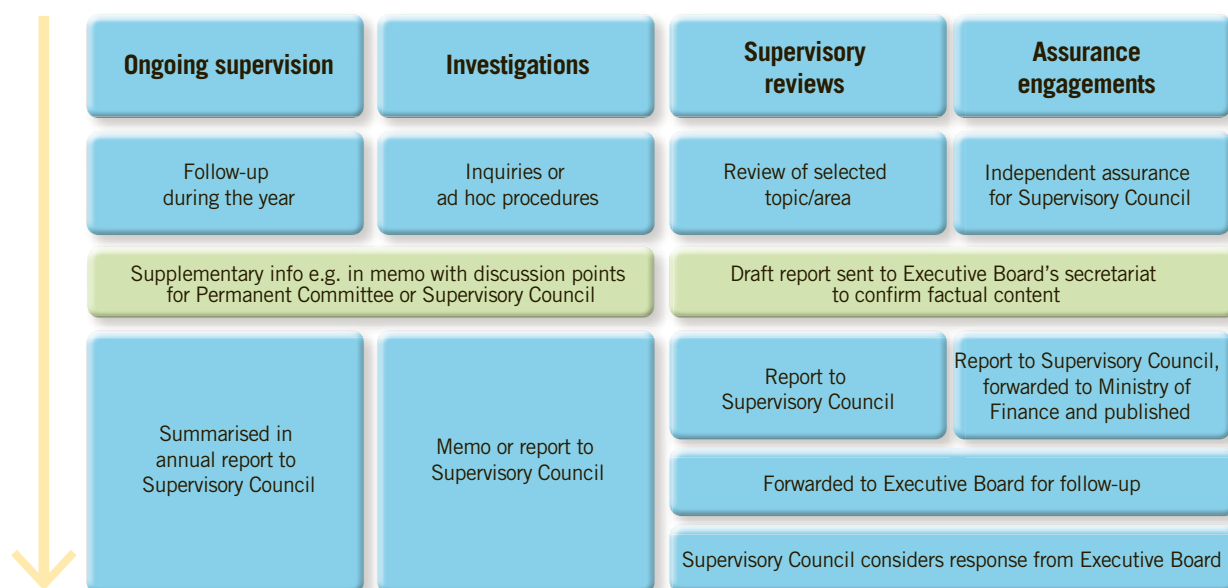 Ongoing supervision
Investigations
Supervisory
reviews
Assurance
engagements
Follow-up
during the year
Inquiries or
ad hoc procedures
Review of selected
topic/area
Independent assurance
for Supervisory Council
Supplementary info e.g. in memo with discussion points
for Permanent Committee or Supervisory Council
Draft report sent to Executive Board’s secretariat
to confirm factual content
Summarised in
annual report to
Supervisory Council
Memo or report to
Supervisory Council
Report to
Supervisory Council
Report to Supervisory Council,
forwarded to Ministry of
Finance and published
Forwarded to Executive Board for follow-up
Supervisory Council considers response from Executive Board